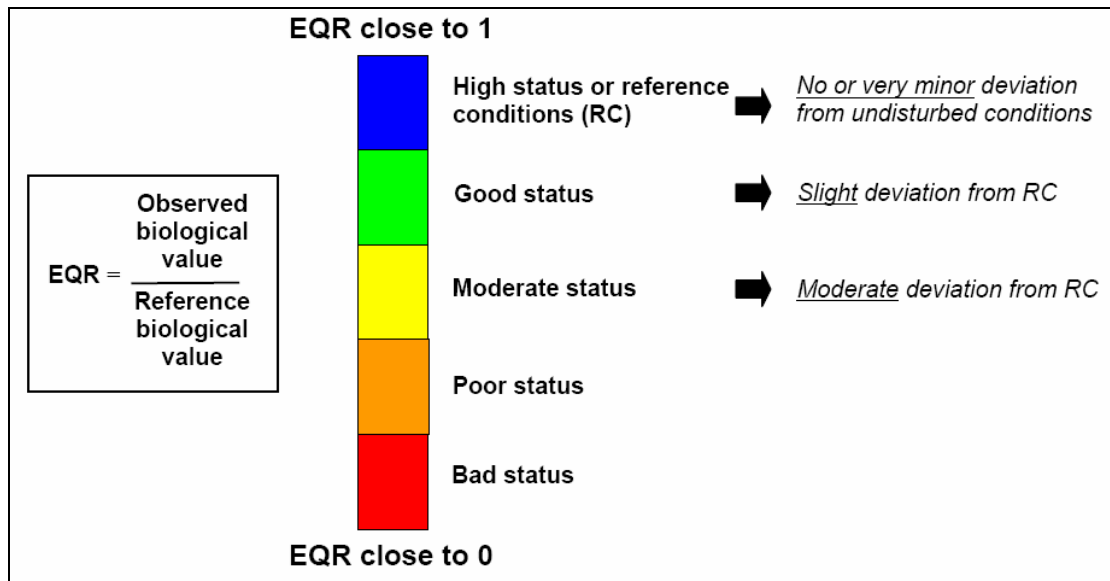 EQR close to 1
High status or reference
conditions (RC)
No or very minor deviation
from undisturbed conditions
Good status
Slight deviation from RC
EQR =
Observed
biological
value
Reference
biological
value
Moderate status
Moderate deviation from RC
Poor status
Bad status
EQR close to 0